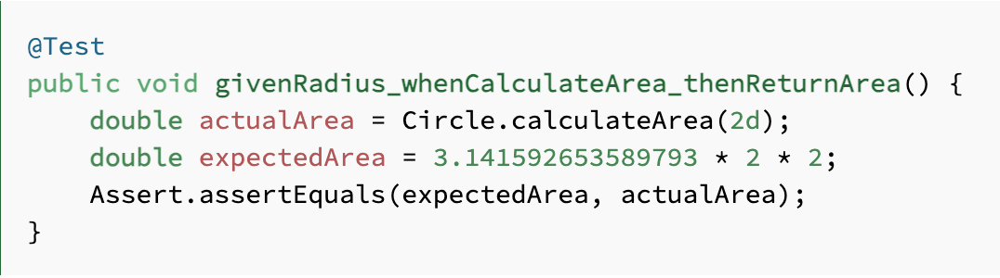 @Test
public void givenRadius_whenCalculateArea_thenReturnArea() {
    double actualArea = Circle.calculateArea(2d);
    double expectedArea = 3.141592653589793 * 2 * 2;
    Assert.assertEquals(expectedArea, actualArea);
}